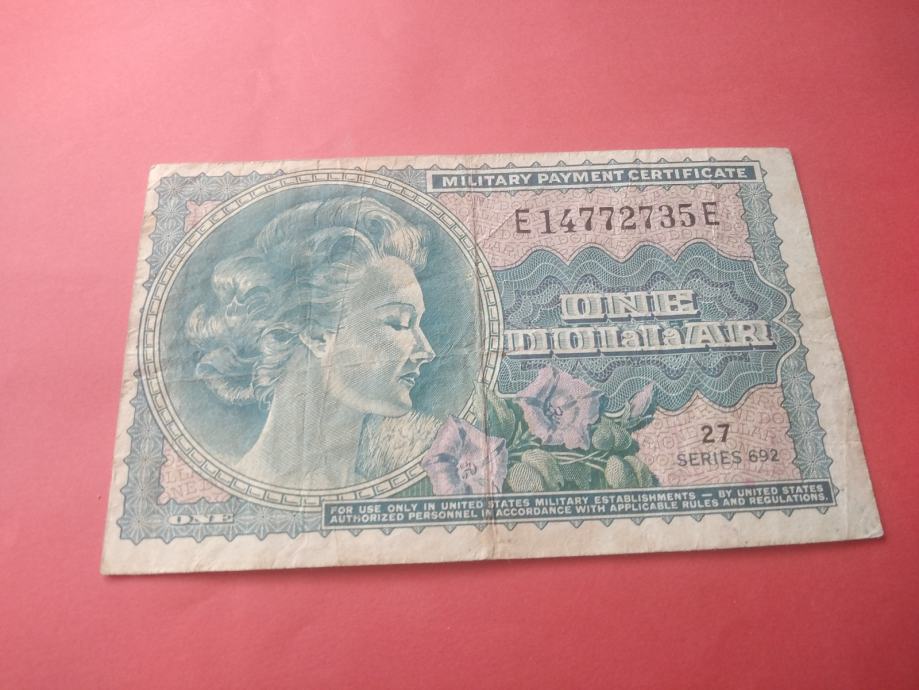 MILITARY PAYMENT CERTIFICATE
E14772735E
ONE
DOLLAR
27
SERIES 692
ONE
FOR USE ONLY IN UNITED STATES MILITARY ESTABLISHMENTS — BY UNITED STATES
AUTHORIZED PERSONNEL IN ACCORDANCE WITH APPLICABLE RULES AND REGULATIONS.